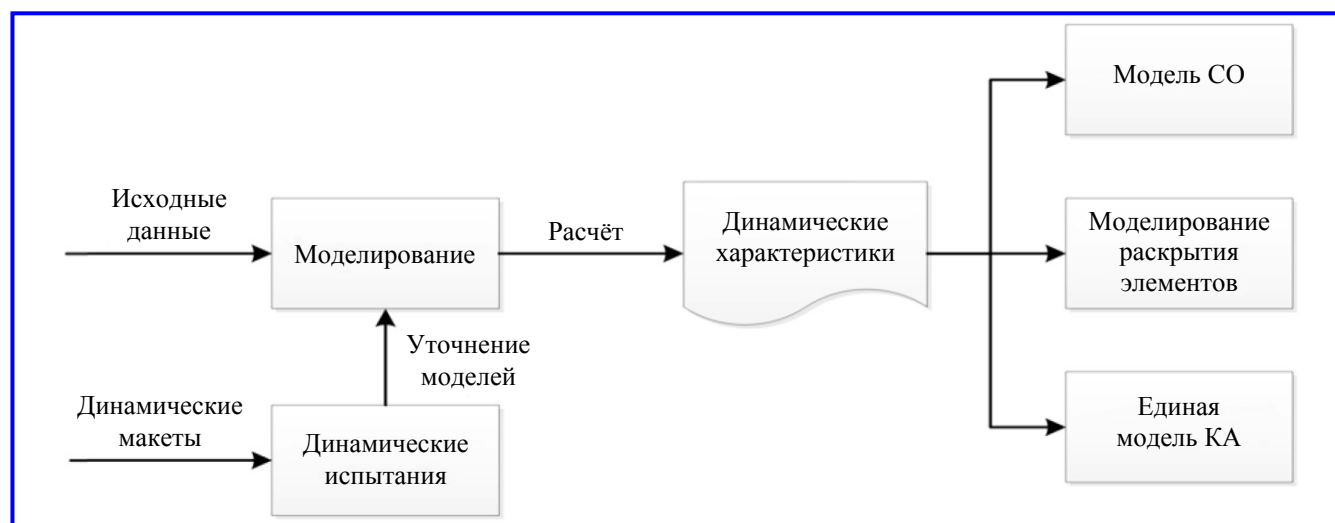 Модель СО
Исходные
данные
Моделирование
Расчёт
Динамические
характеристики
Моделирование
раскрытия
элементов
Уточнение
моделей
Динамические
макеты
Динамические
испытания
Единая
модель КА